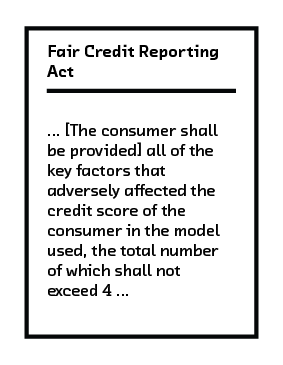 Fair Credit Reporting
Act
... [The consumer shall
be provided] all of the
key factors that
adversely affected the
credit score of the
consumer in the model
used, the total number
of which shall not
exceed 4 ...